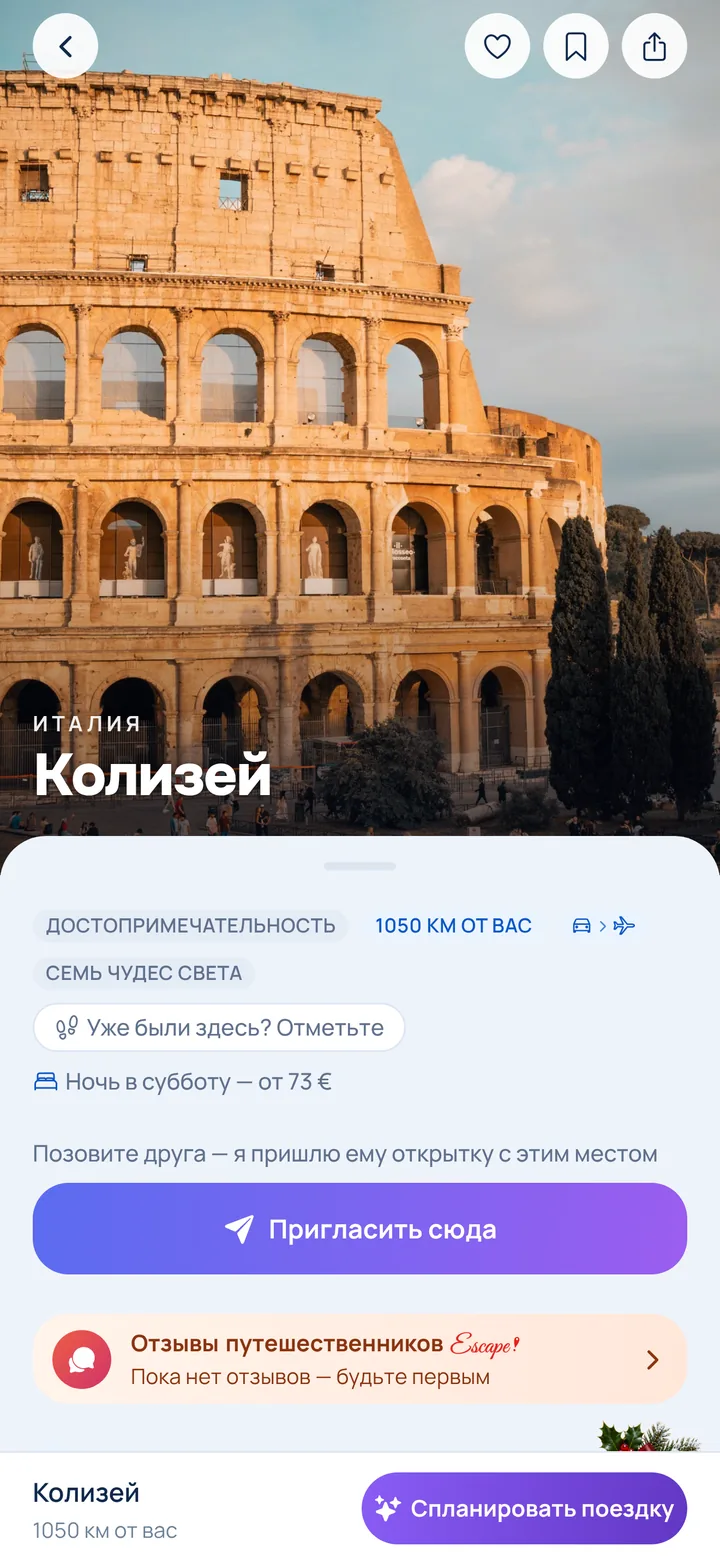 ИТАЛИЯ
Колизей
ДОСТОПРИМЕЧАТЕЛЬНОСТЬ
1050 КМ ОТ ВАС
СЕМЬ ЧУДЕС СВЕТА
Уже были здесь? Отметьте
Ночь в субботу — от 73 €
Позовите друга — я пришлю ему открытку с этим местом
Пригласить сюда
Отзывы путешественников Escape!
Пока нет отзывов — будьте первым
Колизей
1050 км от вас
Спланировать поездку